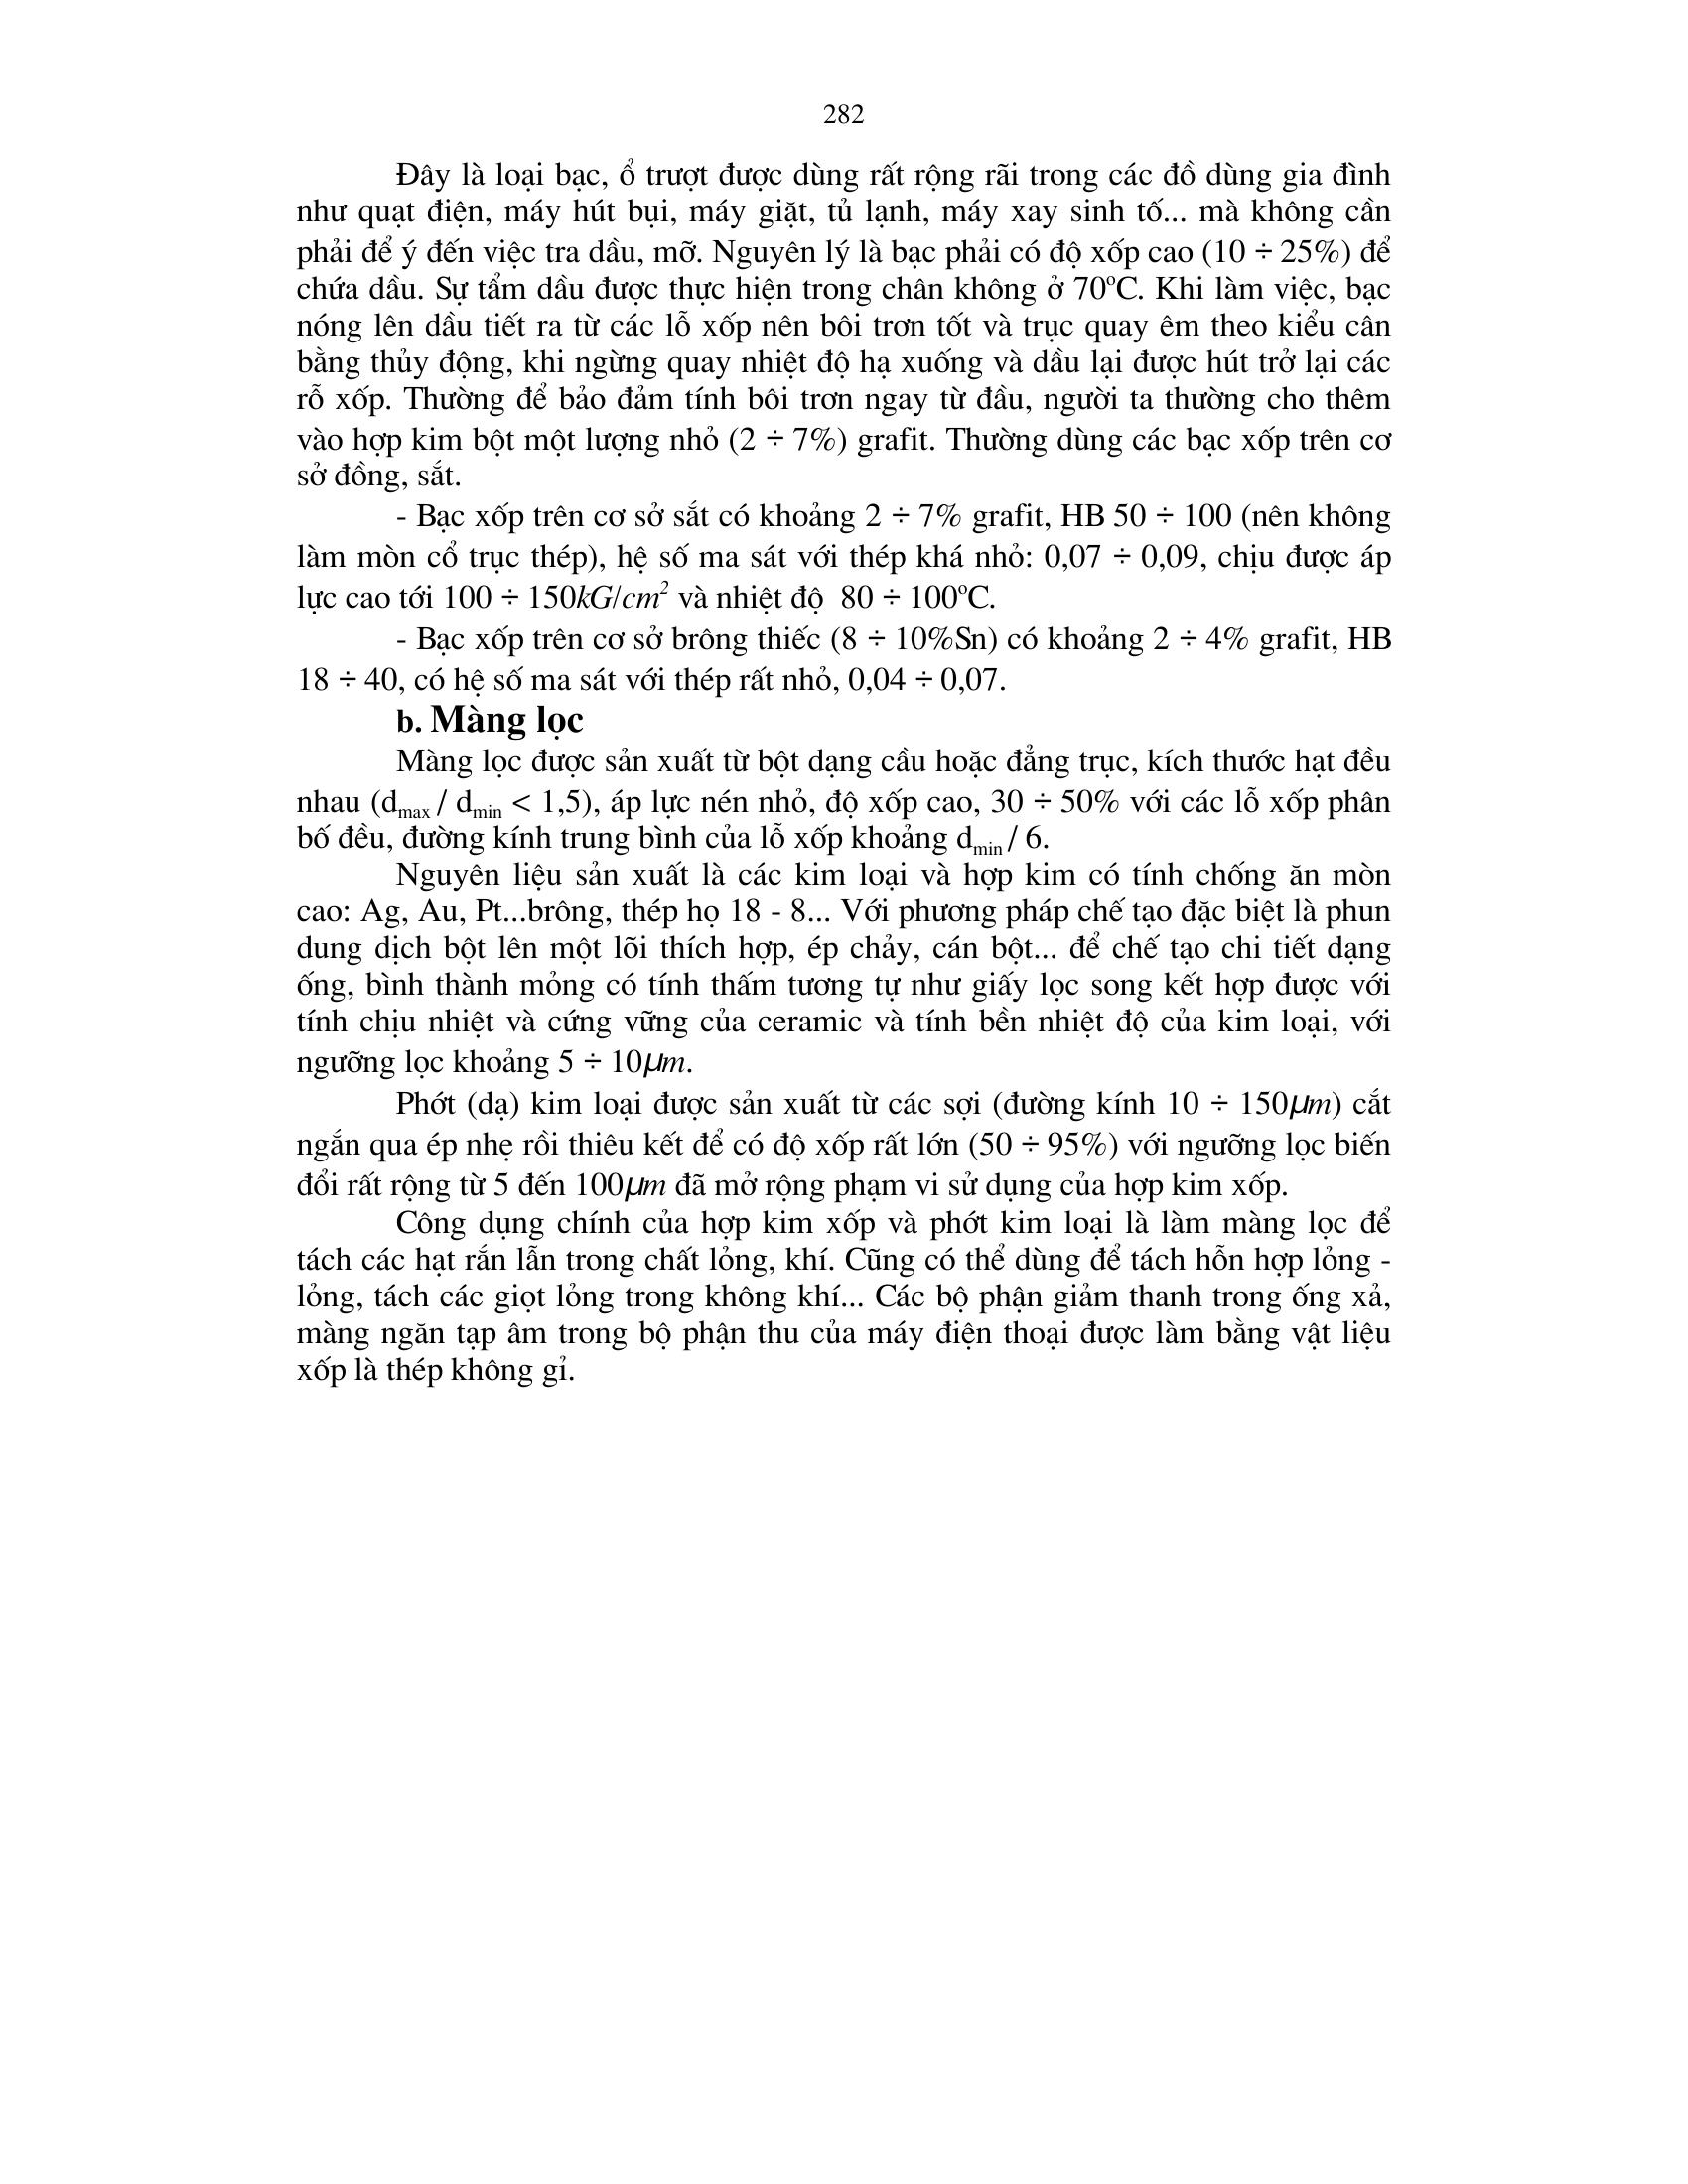 282
Đây là loại bạc, ổ trượt được dùng rất rộng rãi trong các đồ dùng gia đình
như quạt điện, máy hút bụi, máy giặt, tủ lạnh, máy xay sinh tố... mà không cần
phải để ý đến việc tra dầu, mỡ. Nguyên lý là bạc phải có độ xốp cao (10 ÷ 25%) để
chứa dầu. Sự tẩm dầu được thực hiện trong chân không ở 70ºC. Khi làm việc, bạc
nóng lên dầu tiết ra từ các lỗ xốp nên bôi trơn tốt và trục quay êm theo kiểu cân
bằng thủy động, khi ngừng quay nhiệt độ hạ xuống và dầu lại được hút trở lại các
rỗ xốp. Thường để bảo đảm tính bôi trơn ngay từ đầu, người ta thường cho thêm
vào hợp kim bột một lượng nhỏ (2 ÷ 7%) grafit. Thường dùng các bạc xốp trên cơ
sở đồng, sắt.
- Bạc xốp trên cơ sở sắt có khoảng 2 ÷ 7% grafit, HB 50 ÷ 100 (nên không
làm mòn cổ trục thép), hệ số ma sát với thép khá nhỏ: 0,07 ÷ 0,09, chịu được áp
lực cao tới 100 ÷ 150kG/cm² và nhiệt độ  80 ÷ 100ºC.
- Bạc xốp trên cơ sở brông thiếc (8 ÷ 10%Sn) có khoảng 2 ÷ 4% grafit, HB
18 ÷ 40, có hệ số ma sát với thép rất nhỏ, 0,04 ÷ 0,07.
b. Màng lọc
Màng lọc được sản xuất từ bột dạng cầu hoặc đẳng trục, kích thước hạt đều
nhau (dmax / dmin < 1,5), áp lực nén nhỏ, độ xốp cao, 30 ÷ 50% với các lỗ xốp phân
bố đều, đường kính trung bình của lỗ xốp khoảng dmin / 6.
Nguyên liệu sản xuất là các kim loại và hợp kim có tính chống ăn mòn
cao: Ag, Au, Pt...brông, thép họ 18 - 8... Với phương pháp chế tạo đặc biệt là phun
dung dịch bột lên một lõi thích hợp, ép chảy, cán bột... để chế tạo chi tiết dạng
ống, bình thành mỏng có tính thấm tương tự như giấy lọc song kết hợp được với
tính chịu nhiệt và cứng vững của ceramic và tính bền nhiệt độ của kim loại, với
ngưỡng lọc khoảng 5 ÷ 10µm.
Phớt (dạ) kim loại được sản xuất từ các sợi (đường kính 10 ÷ 150µm) cắt
ngắn qua ép nhẹ rồi thiêu kết để có độ xốp rất lớn (50 ÷ 95%) với ngưỡng lọc biến
đổi rất rộng từ 5 đến 100µm đã mở rộng phạm vi sử dụng của hợp kim xốp.
Công dụng chính của hợp kim xốp và phớt kim loại là làm màng lọc để
tách các hạt rắn lẫn trong chất lỏng, khí. Cũng có thể dùng để tách hỗn hợp lỏng -
lỏng, tách các giọt lỏng trong không khí... Các bộ phận giảm thanh trong ống xả,
màng ngăn tạp âm trong bộ phận thu của máy điện thoại được làm bằng vật liệu
xốp là thép không gỉ.